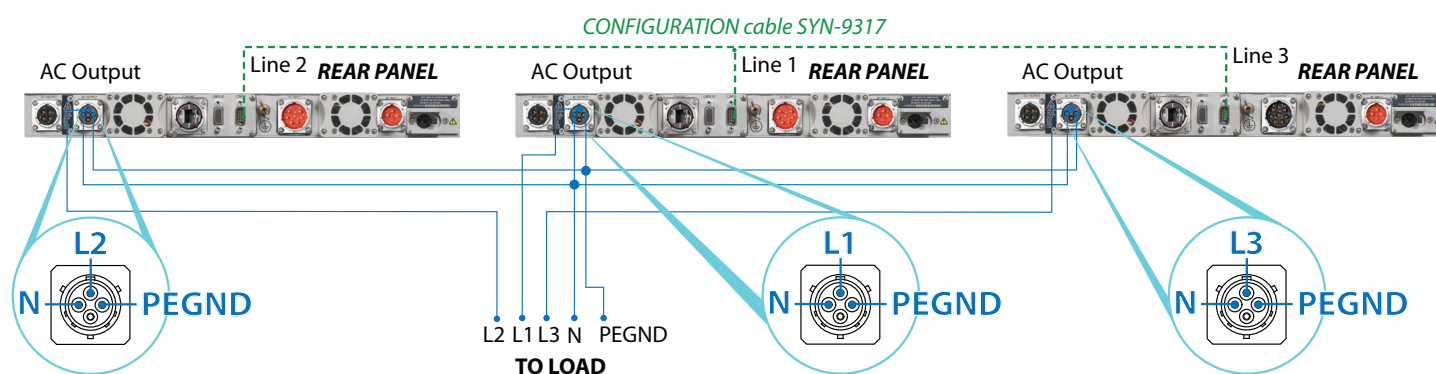 CONFIGURATION cable SYN-9317
AC Output
Line 2 REAR PANEL
AC Output
Line 1 REAR PANEL
AC Output
Line 3 REAR PANEL
L2
N PEGND
L1
N PEGND
L3
N PEGND
L2 L1 L3 N PEGND
TO LOAD